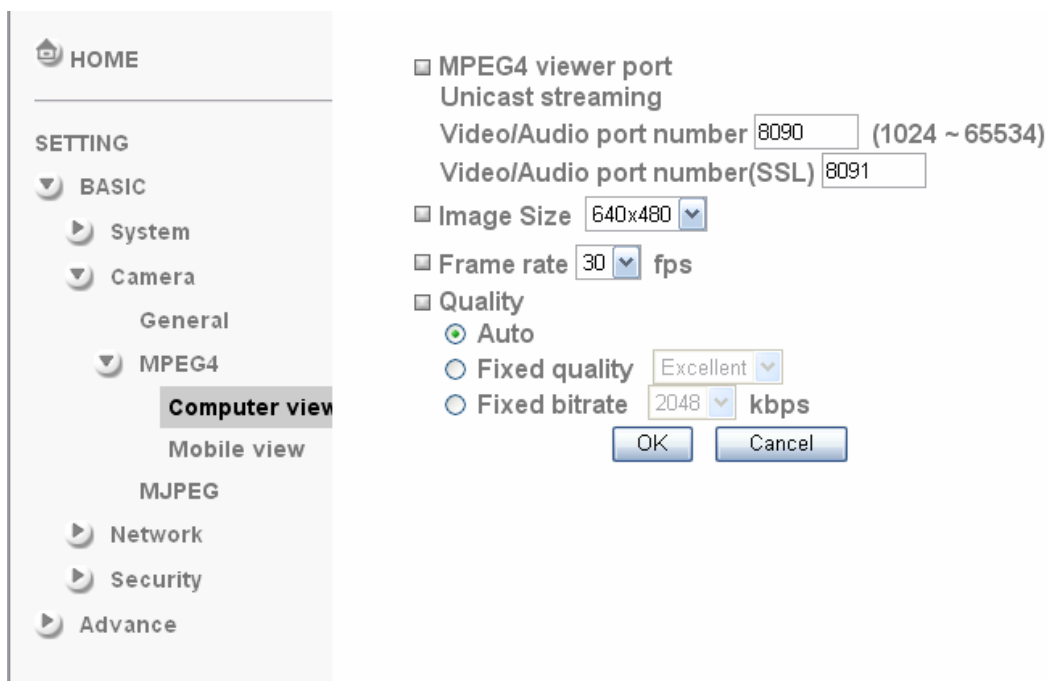 HOME
SETTING
BASIC
System
Camera
General
MPEG4
Computer view
Mobile view
MJPEG
Network
Security
Advance
MPEG4 viewer port
Unicast streaming
Video/Audio port number 8090 (1024 ~ 65534)
Video/Audio port number(SSL) 8091
Image Size 640x480
Frame rate 30 fps
Quality
Auto
Fixed quality Excellent
Fixed bitrate 2048 kbps
OK Cancel